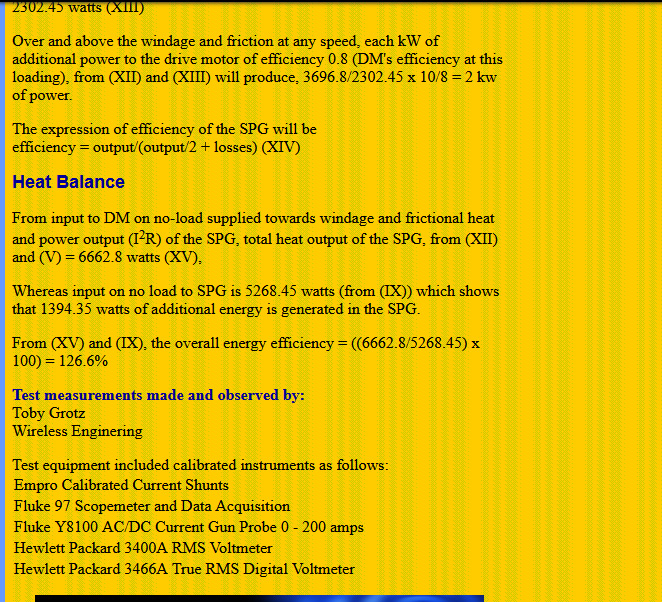 2302.45 watts (XIII)
Over and above the windage and friction at any speed, each kW of
additional power to the drive motor of efficiency 0.8 (DM's efficiency at this
loading), from (XII) and (XIII) will produce, 3696.8/2302.45 x 10/8 = 2 kw
of power.
The expression of efficiency of the SPG will be
efficiency = output/(output/2 + losses) (XIV)
Heat Balance
From input to DM on no-load supplied towards windage and frictional heat
and power output (I²R) of the SPG, total heat output of the SPG, from (XII)
and (V) = 6662.8 watts (XV),
Whereas input on no load to SPG is 5268.45 watts (from (IX)) which shows
that 1394.35 watts of additional energy is generated in the SPG.
From (XV) and (IX), the overall energy efficiency = ((6662.8/5268.45) x
100) = 126.6%
Test measurements made and observed by:
Toby Grotz
Wireless Enginering
Test equipment included calibrated instruments as follows:
Empro Calibrated Current Shunts
Fluke 97 Scopemeter and Data Acquisition
Fluke Y8100 AC/DC Current Gun Probe 0 - 200 amps
Hewlett Packard 3400A RMS Voltmeter
Hewlett Packard 3466A True RMS Digital Voltmeter